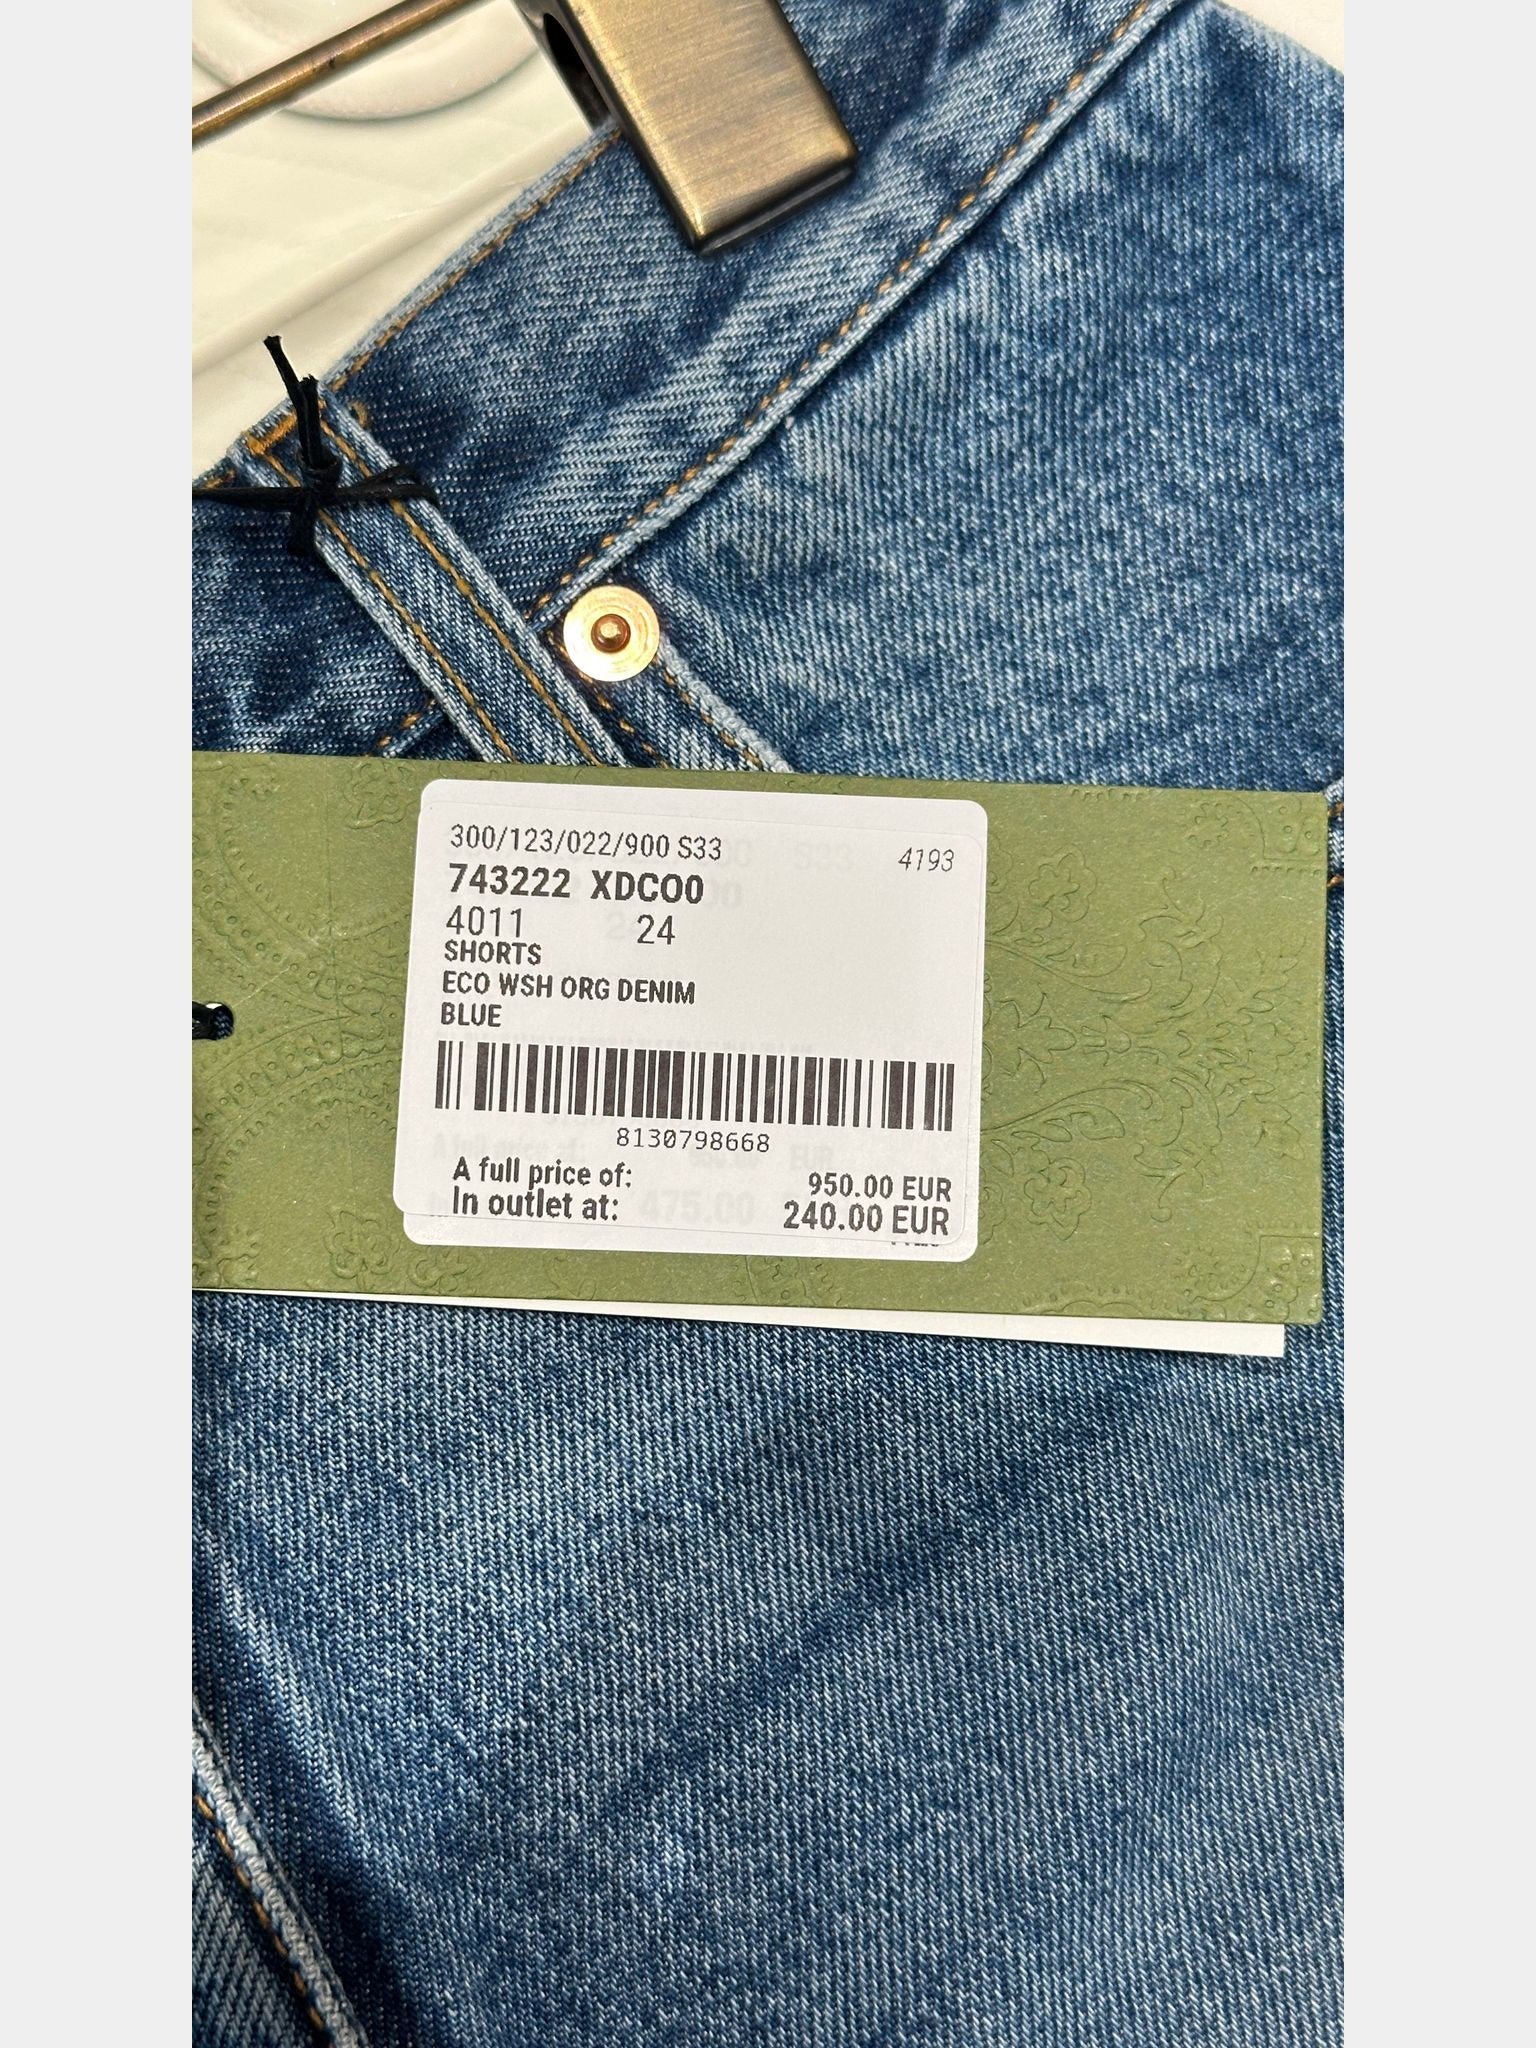 300/123/022/900 S33
4193
743222 XDCO0
4011 24
SHORTS
ECO WSH ORG DENIM
BLUE
8130798668
A full price of: 950.00 EUR
In outlet at: 240.00 EUR